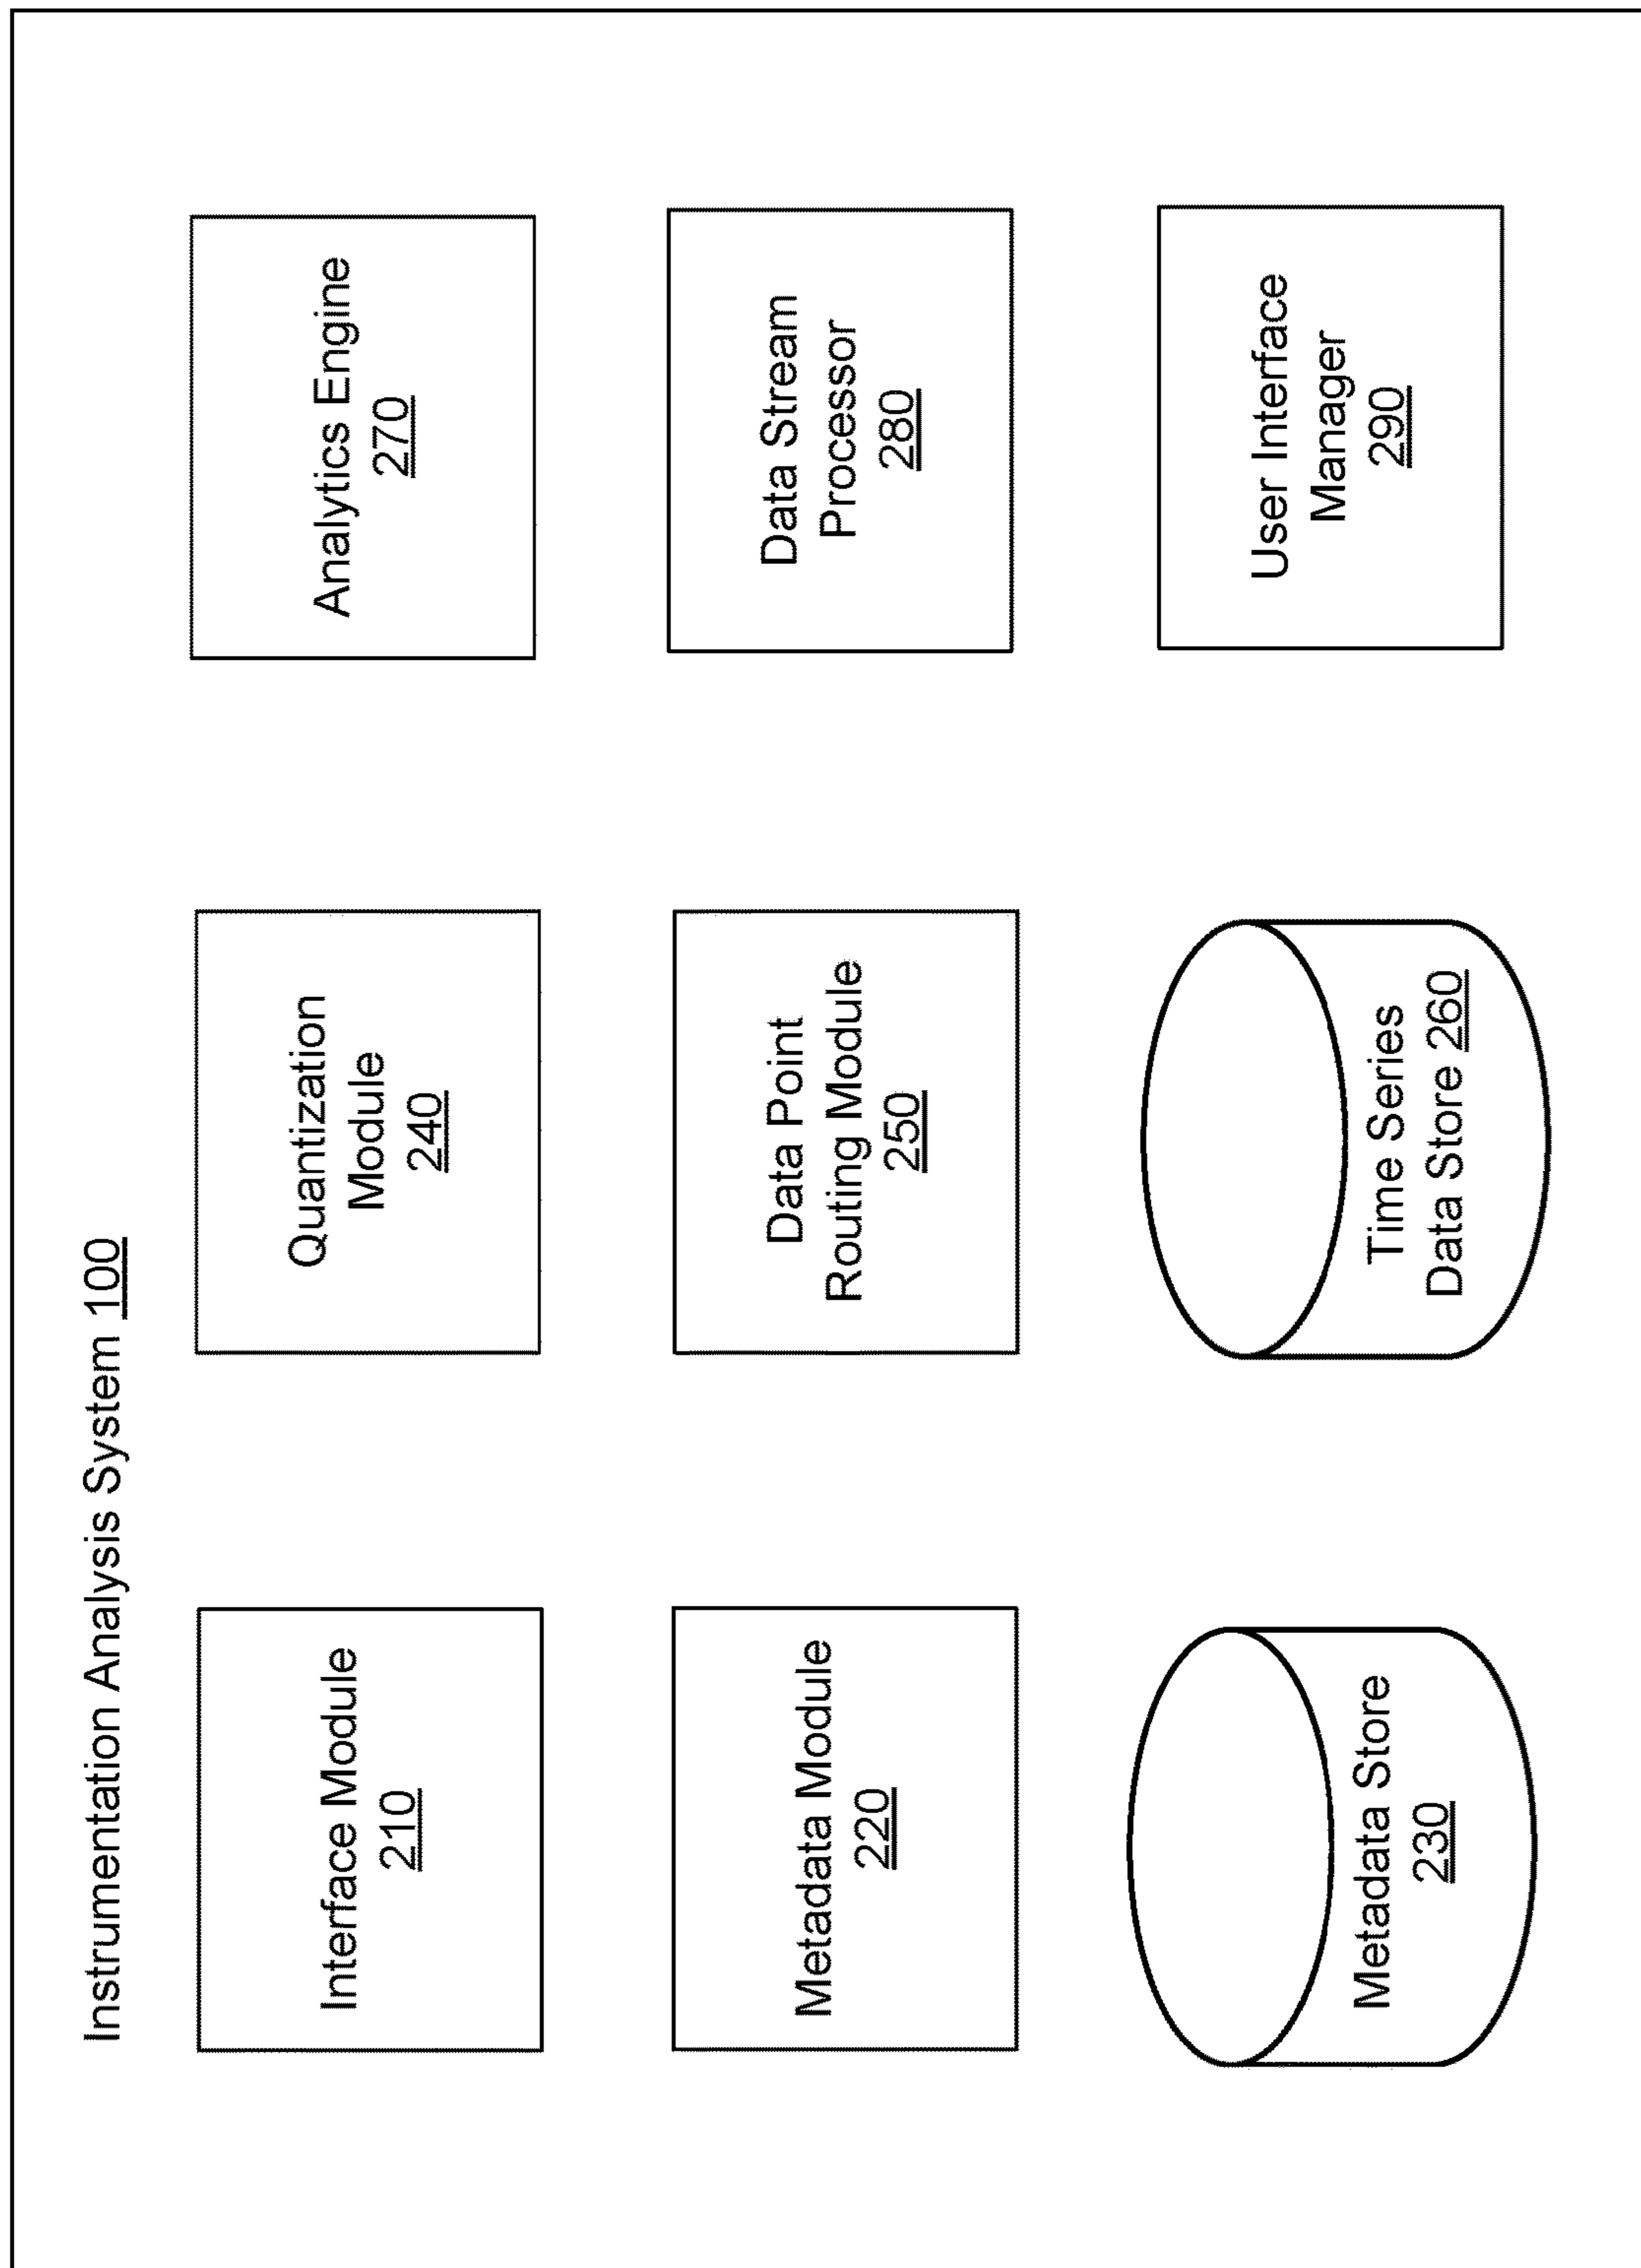 Instrumentation Analysis System 100
Interface Module
210
Quantization
Module
240
Analytics Engine
270
Metadata Module
220
Data Point
Routing Module
250
Data Stream
Processor
280
Metadata Store
230
Time Series
Data Store 260
User Interface
Manager
290